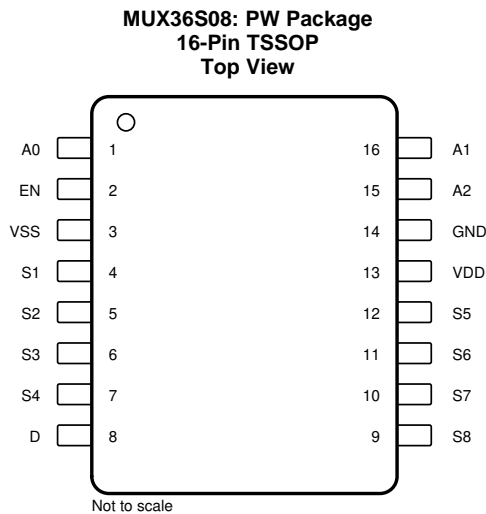 MUX36S08: PW Package
16-Pin TSSOP
Top View
A0 1 16 A1
EN 2 15 A2
VSS 3 14 GND
S1 4 13 VDD
S2 5 12 S5
S3 6 11 S6
S4 7 10 S7
D 8 9 S8
Not to scale